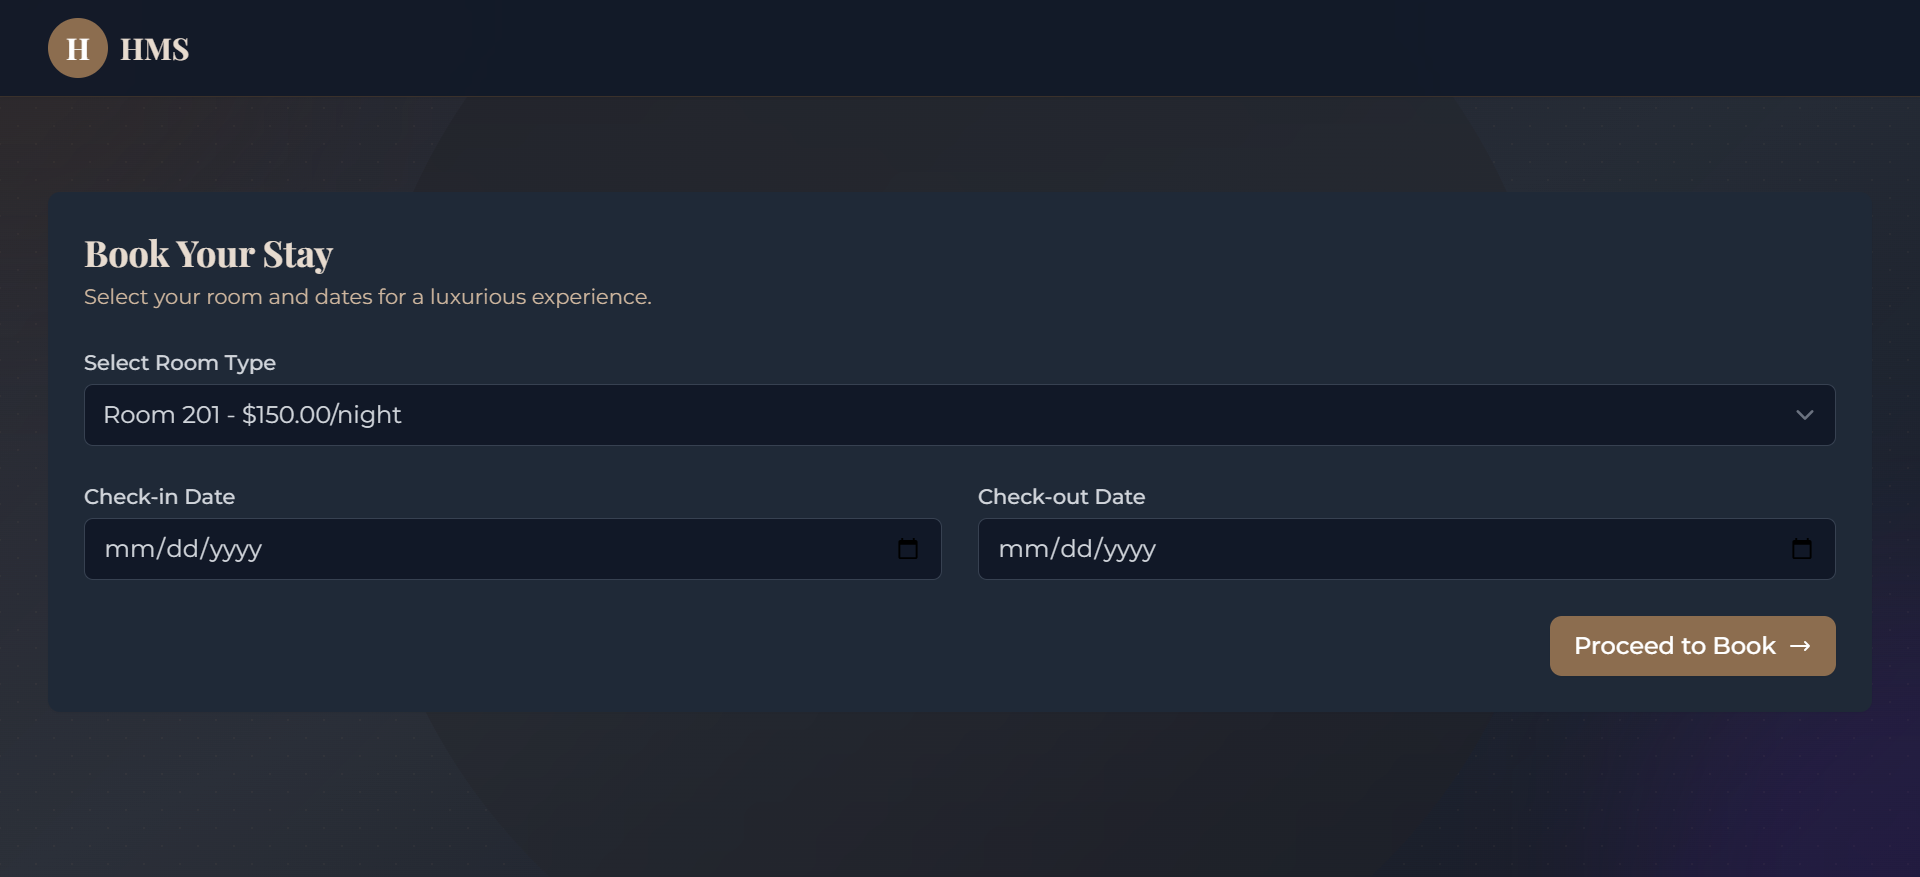 H HMS
Book Your Stay
Select your room and dates for a luxurious experience.
Select Room Type
Room 201 - $150.00/night
Check-in Date Check-out Date
mm/dd/yyyy mm/dd/yyyy
Proceed to Book →